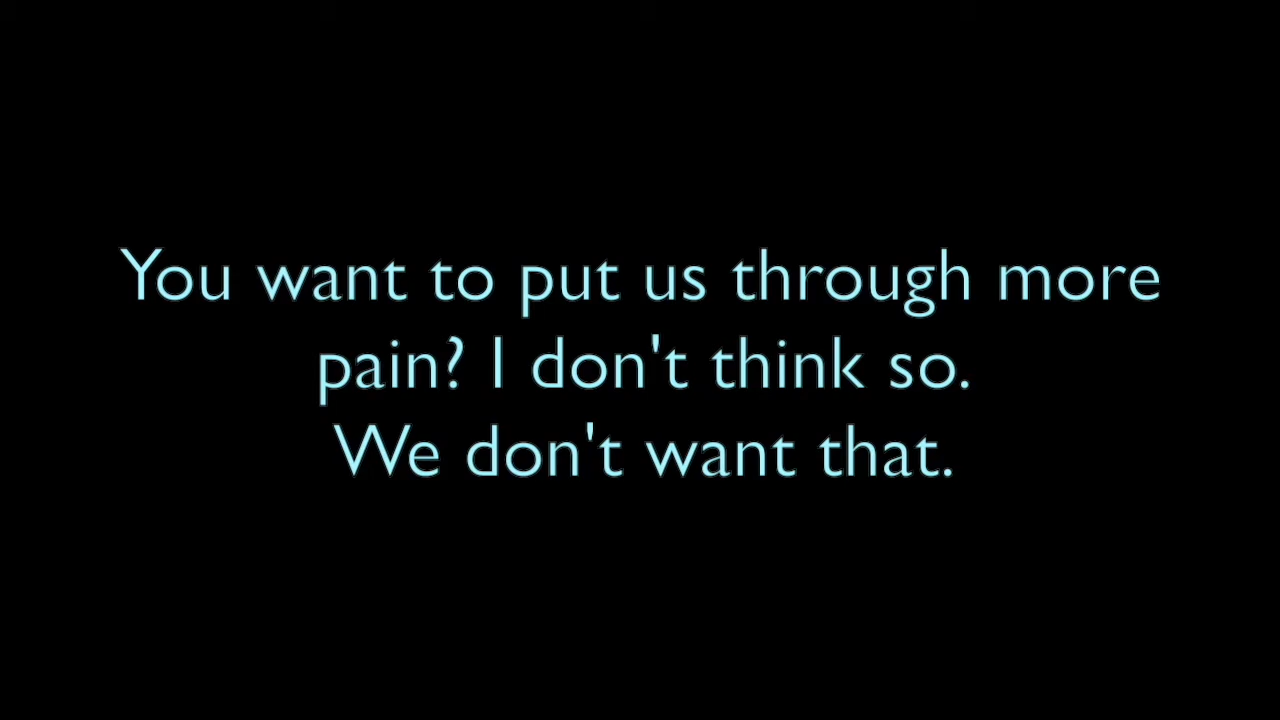 You want to put us through more
pain? I don't think so.
We don't want that.